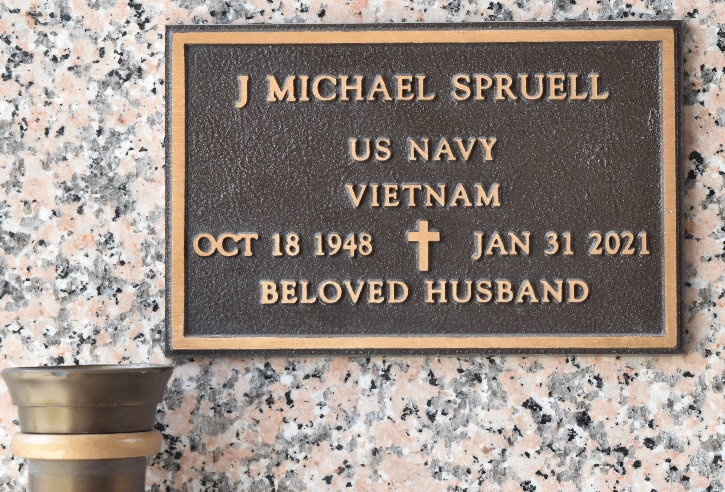 J MICHAEL SPRUELL
US NAVY
VIETNAM
OCT 18 1948 JAN 31 2021
BELOVED HUSBAND